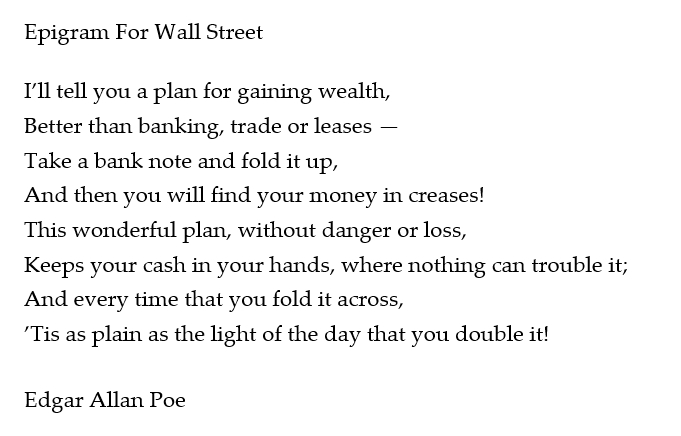 Epigram For Wall Street
I’ll tell you a plan for gaining wealth,
Better than banking, trade or leases —
Take a bank note and fold it up,
And then you will find your money in creases!
This wonderful plan, without danger or loss,
Keeps your cash in your hands, where nothing can trouble it;
And every time that you fold it across,
’Tis as plain as the light of the day that you double it!
Edgar Allan Poe